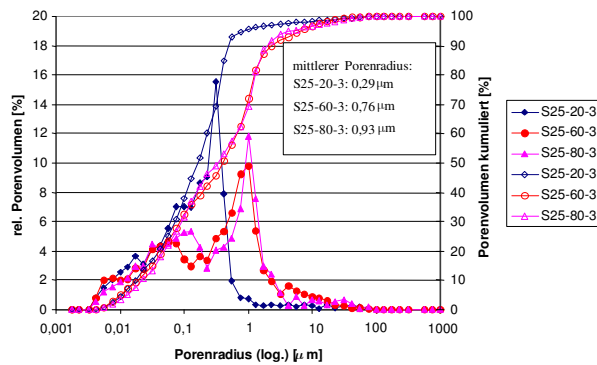 rel. Porenvolumen [%]
20
18
16
14
12
10
8
6
4
2
0
mittlerer Porenradius:
S25-20-3: 0,29 µm
S25-60-3: 0,76 µm
S25-80-3: 0,93 µm
100
90
80
70
60
50
40
30
20
10
0
Porenvolumen kumuliert [%]
0,001 0,01 0,1 1 10 100 1000
Porenradius (log.) [µm]
S25-20-3
S25-60-3
S25-80-3
S25-20-3
S25-60-3
S25-80-3